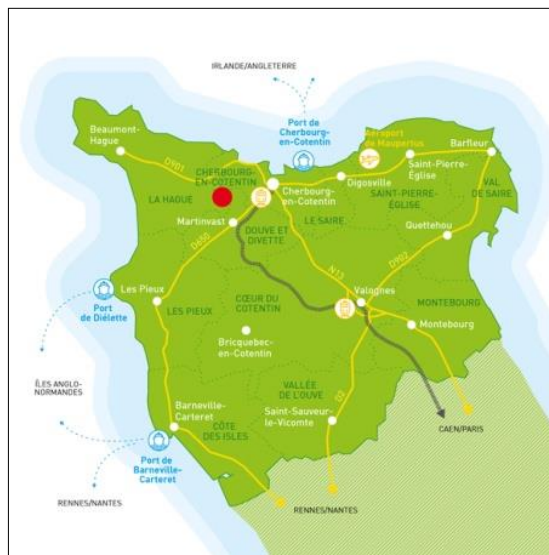 IRLANDE/ANGLETERRE
Port de
Cherbourg-
en-Cotentin
Aéroport
de Maupertus
Beaumont-
Hague
D901
Barfleur
Saint-Pierre-
Église
CHERBOURG-
EN-COTENTIN
Cherbourg-
en-Cotentin
Digosville
LA HAGUE
SAINT-PIERRE-
ÉGLISE
VAL
DE SAIRE
Martinvast
LE SAIRE
DOUVE ET
DIVETTE
Quettehou
D650
D902
N13
Port
de Diélette
Les Pieux
LES PIEUX
CŒUR DU
COTENTIN
Valognes
MONTEBOURG
Montebourg
Bricquebec-
en-Cotentin
ÎLES ANGLO-
NORMANDES
VALLÉE
DE L'OUVE
D2
Barneville-
Carteret
Saint-Sauveur-
le-Vicomte
CÔTE
DES ISLES
CAEN/PARIS
Port de
Barneville-
Carteret
RENNES/NANTES
RENNES/NANTES